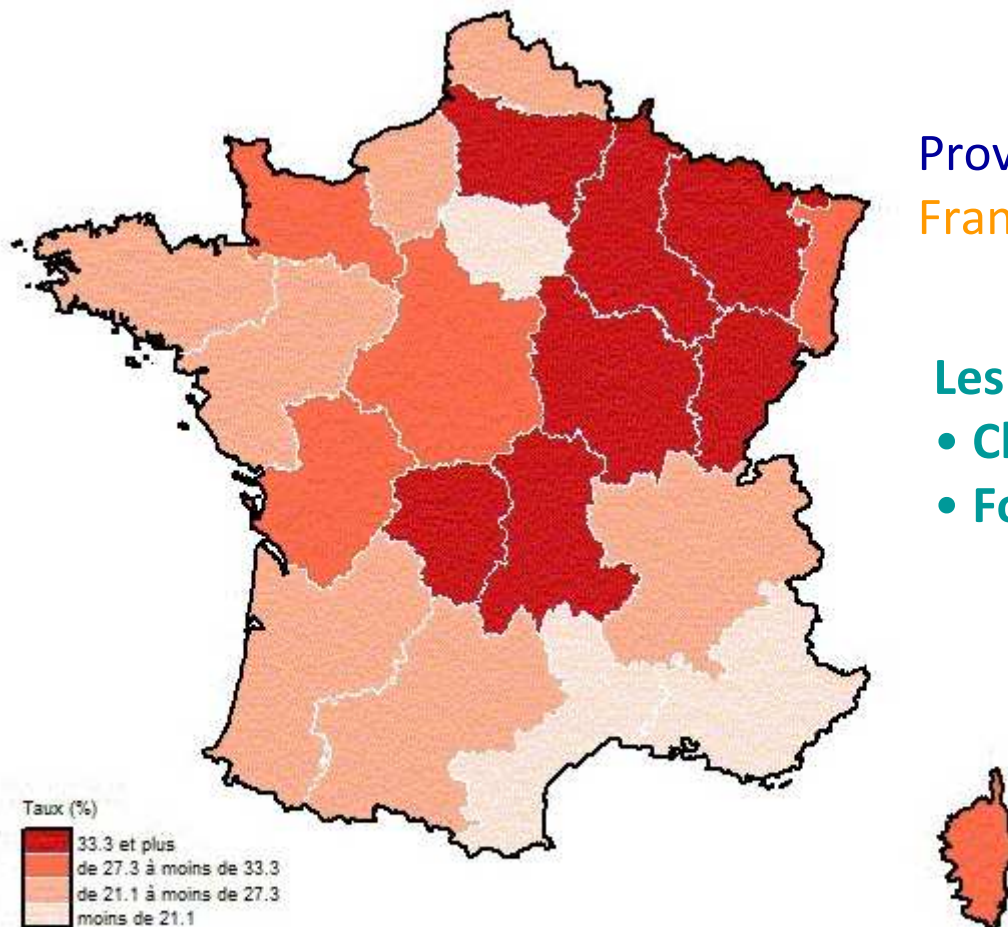 Prov
Fran
Les
• Cl
• Fo
Taux (%)
33.3 et plus
de 27.3 à moins de 33.3
de 21.1 à moins de 27.3
moins de 21.1